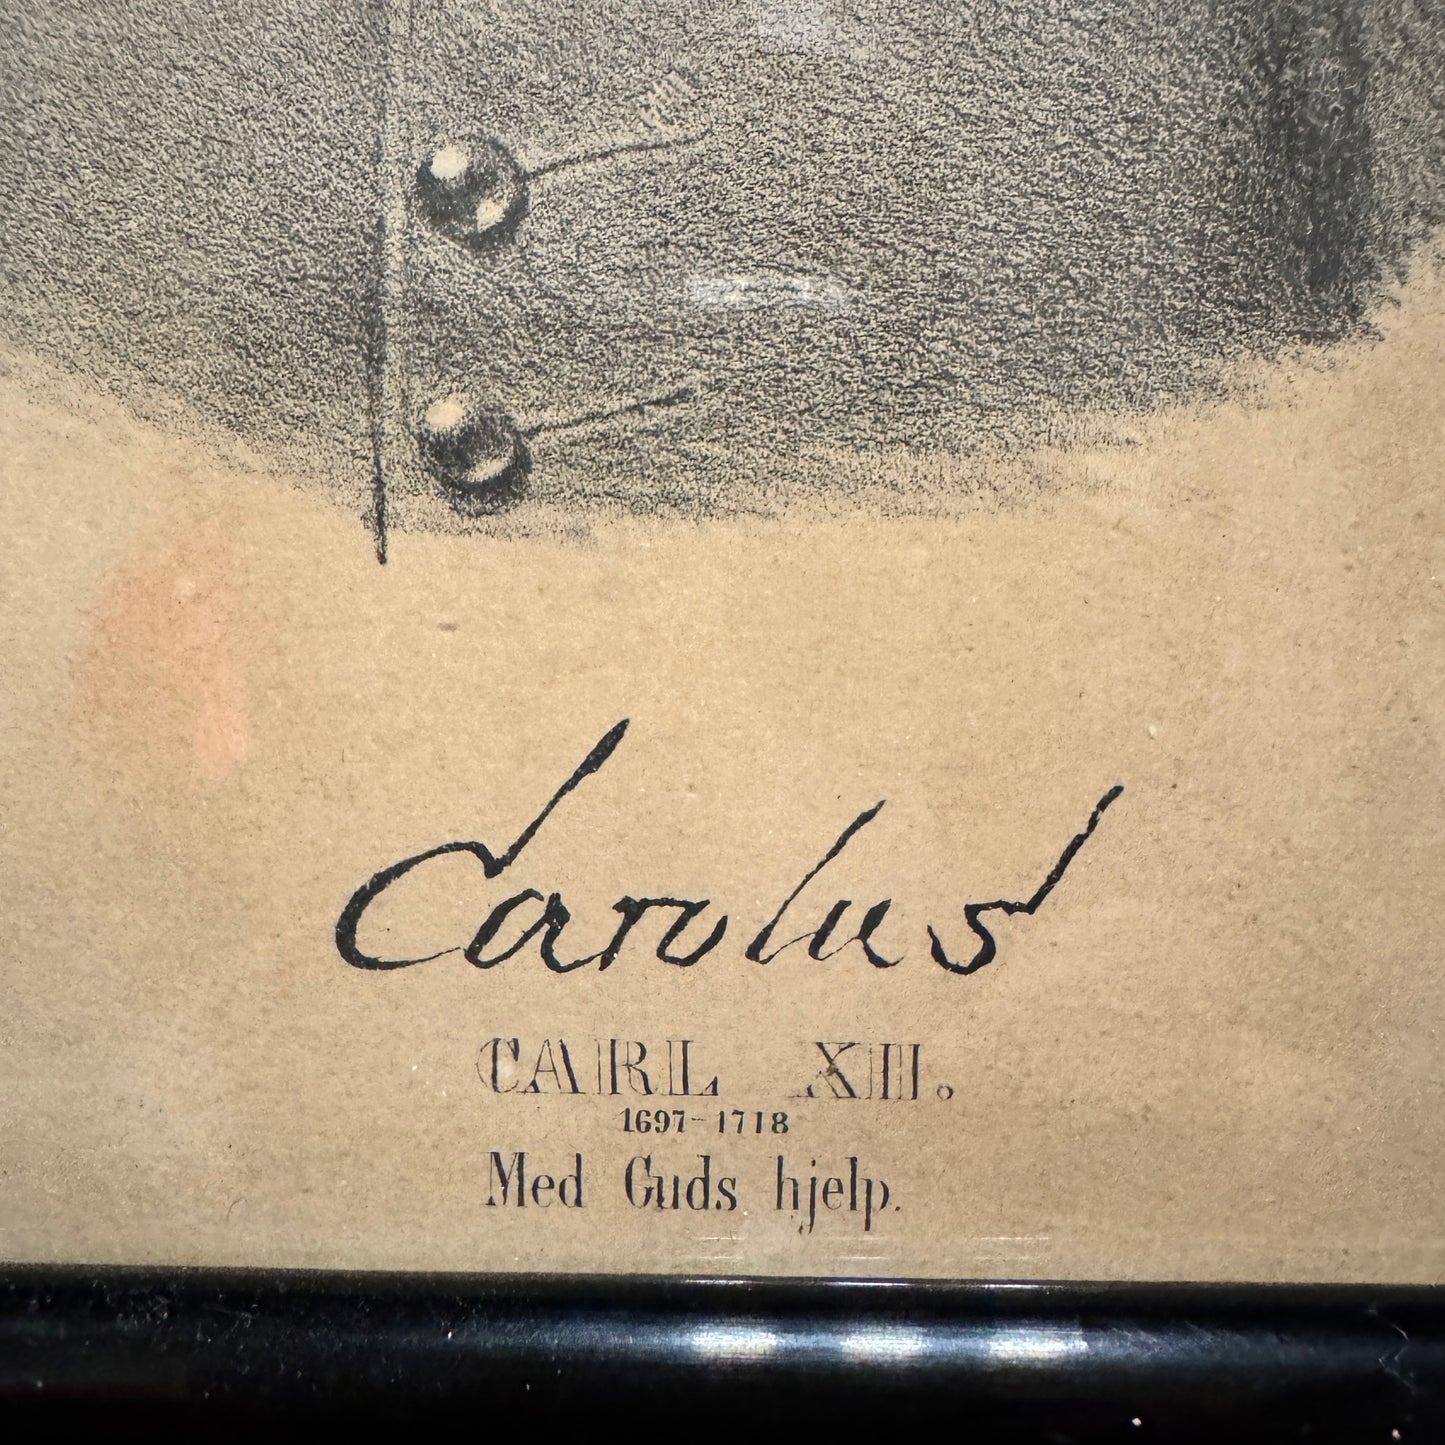 Carolus
CARL XII.
1697-1718
Med Guds hjelp.